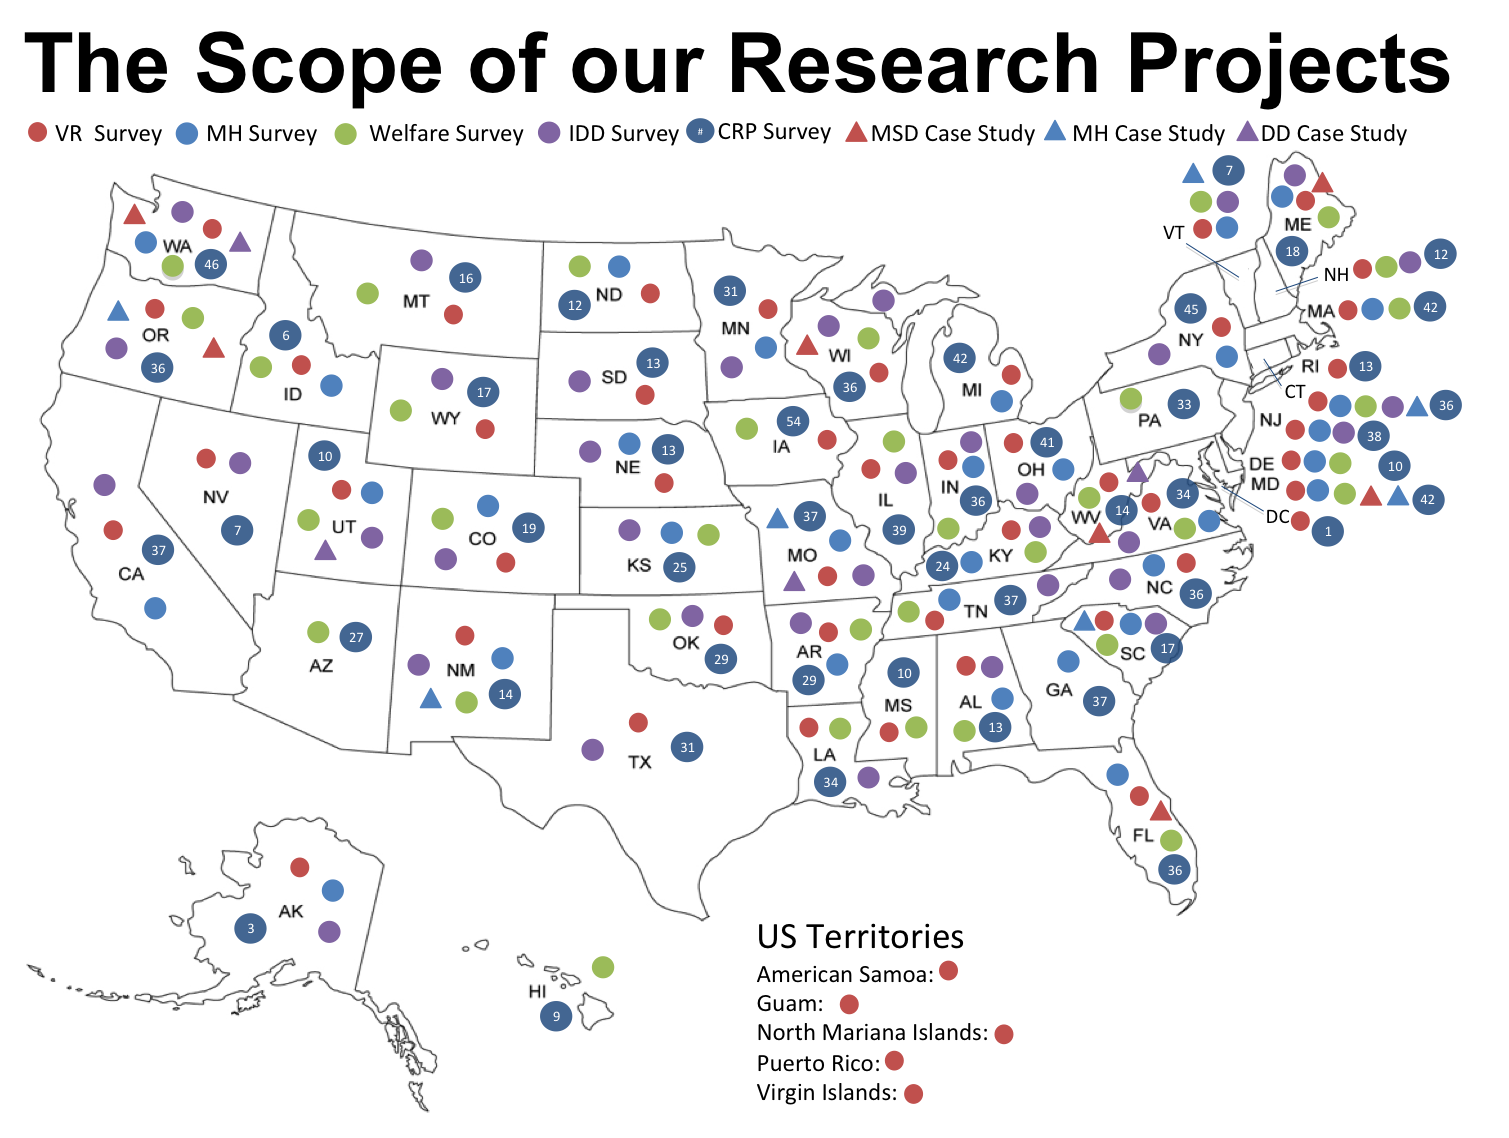 The Scope of our Research Projects
VR Survey MH Survey Welfare Survey IDD Survey # CRP Survey MSD Case Study MH Case Study DD Case Study
7
VT
ME
18
WA
46
MT
16
ND
12
MN
31
NH 12
MA 42
OR
36
ID
6
SD
13
WI
36
MI
42
NY
45
RI 13
CT
36
WY
17
IA
54
PA
33
NJ
38
NV
7
UT
10
NE
13
IL
39
IN
36
OH
41
DE
10
MD
42
DC
1
CA
37
CO
19
KS
25
MO
37
KY
24
WV
14
VA
34
NC
36
AZ
27
NM
14
OK
29
AR
29
TN
37
SC
17
TX
31
LA
34
MS
10
AL
13
GA
37
FL
36
AK
3
HI
9
US Territories
American Samoa:
Guam:
North Mariana Islands:
Puerto Rico:
Virgin Islands: